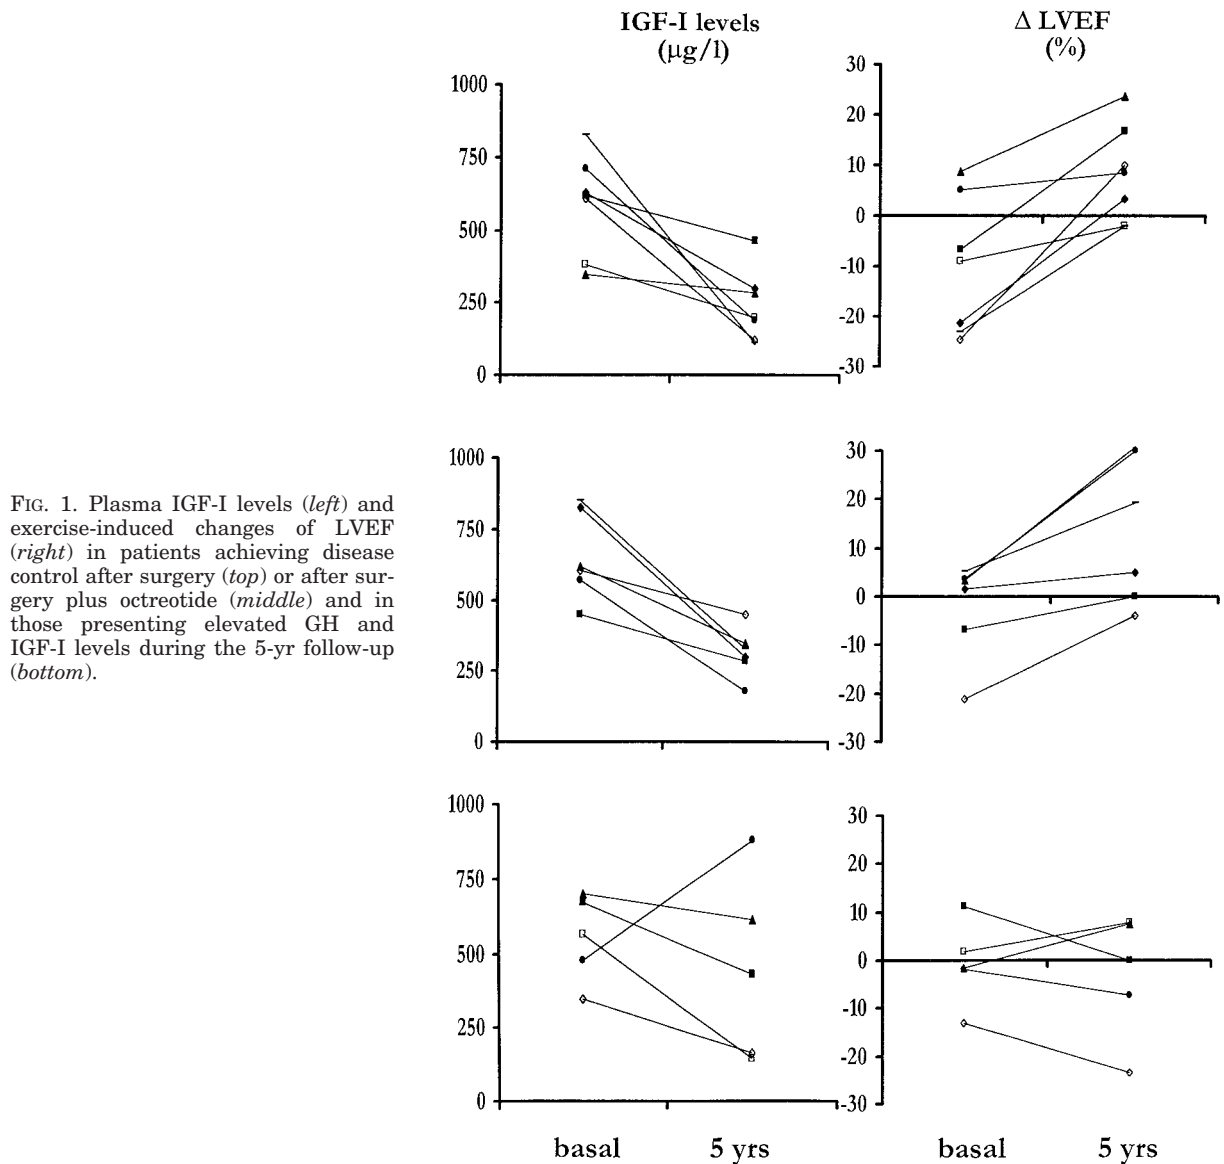 IGF-I levels
(μg/l)
Δ LVEF
(%)
1000
750
500
250
0
30
20
10
0
-10
-20
-30
FIG. 1. Plasma IGF-I levels (left) and
exercise-induced changes of LVEF
(right) in patients achieving disease
control after surgery (top) or after sur-
gery plus octreotide (middle) and in
those presenting elevated GH and
IGF-I levels during the 5-yr follow-up
(bottom).
1000
750
500
250
0
30
20
10
0
-10
-20
-30
1000
750
500
250
0
30
20
10
0
-10
-20
-30
basal
5 yrs
basal
5 yrs